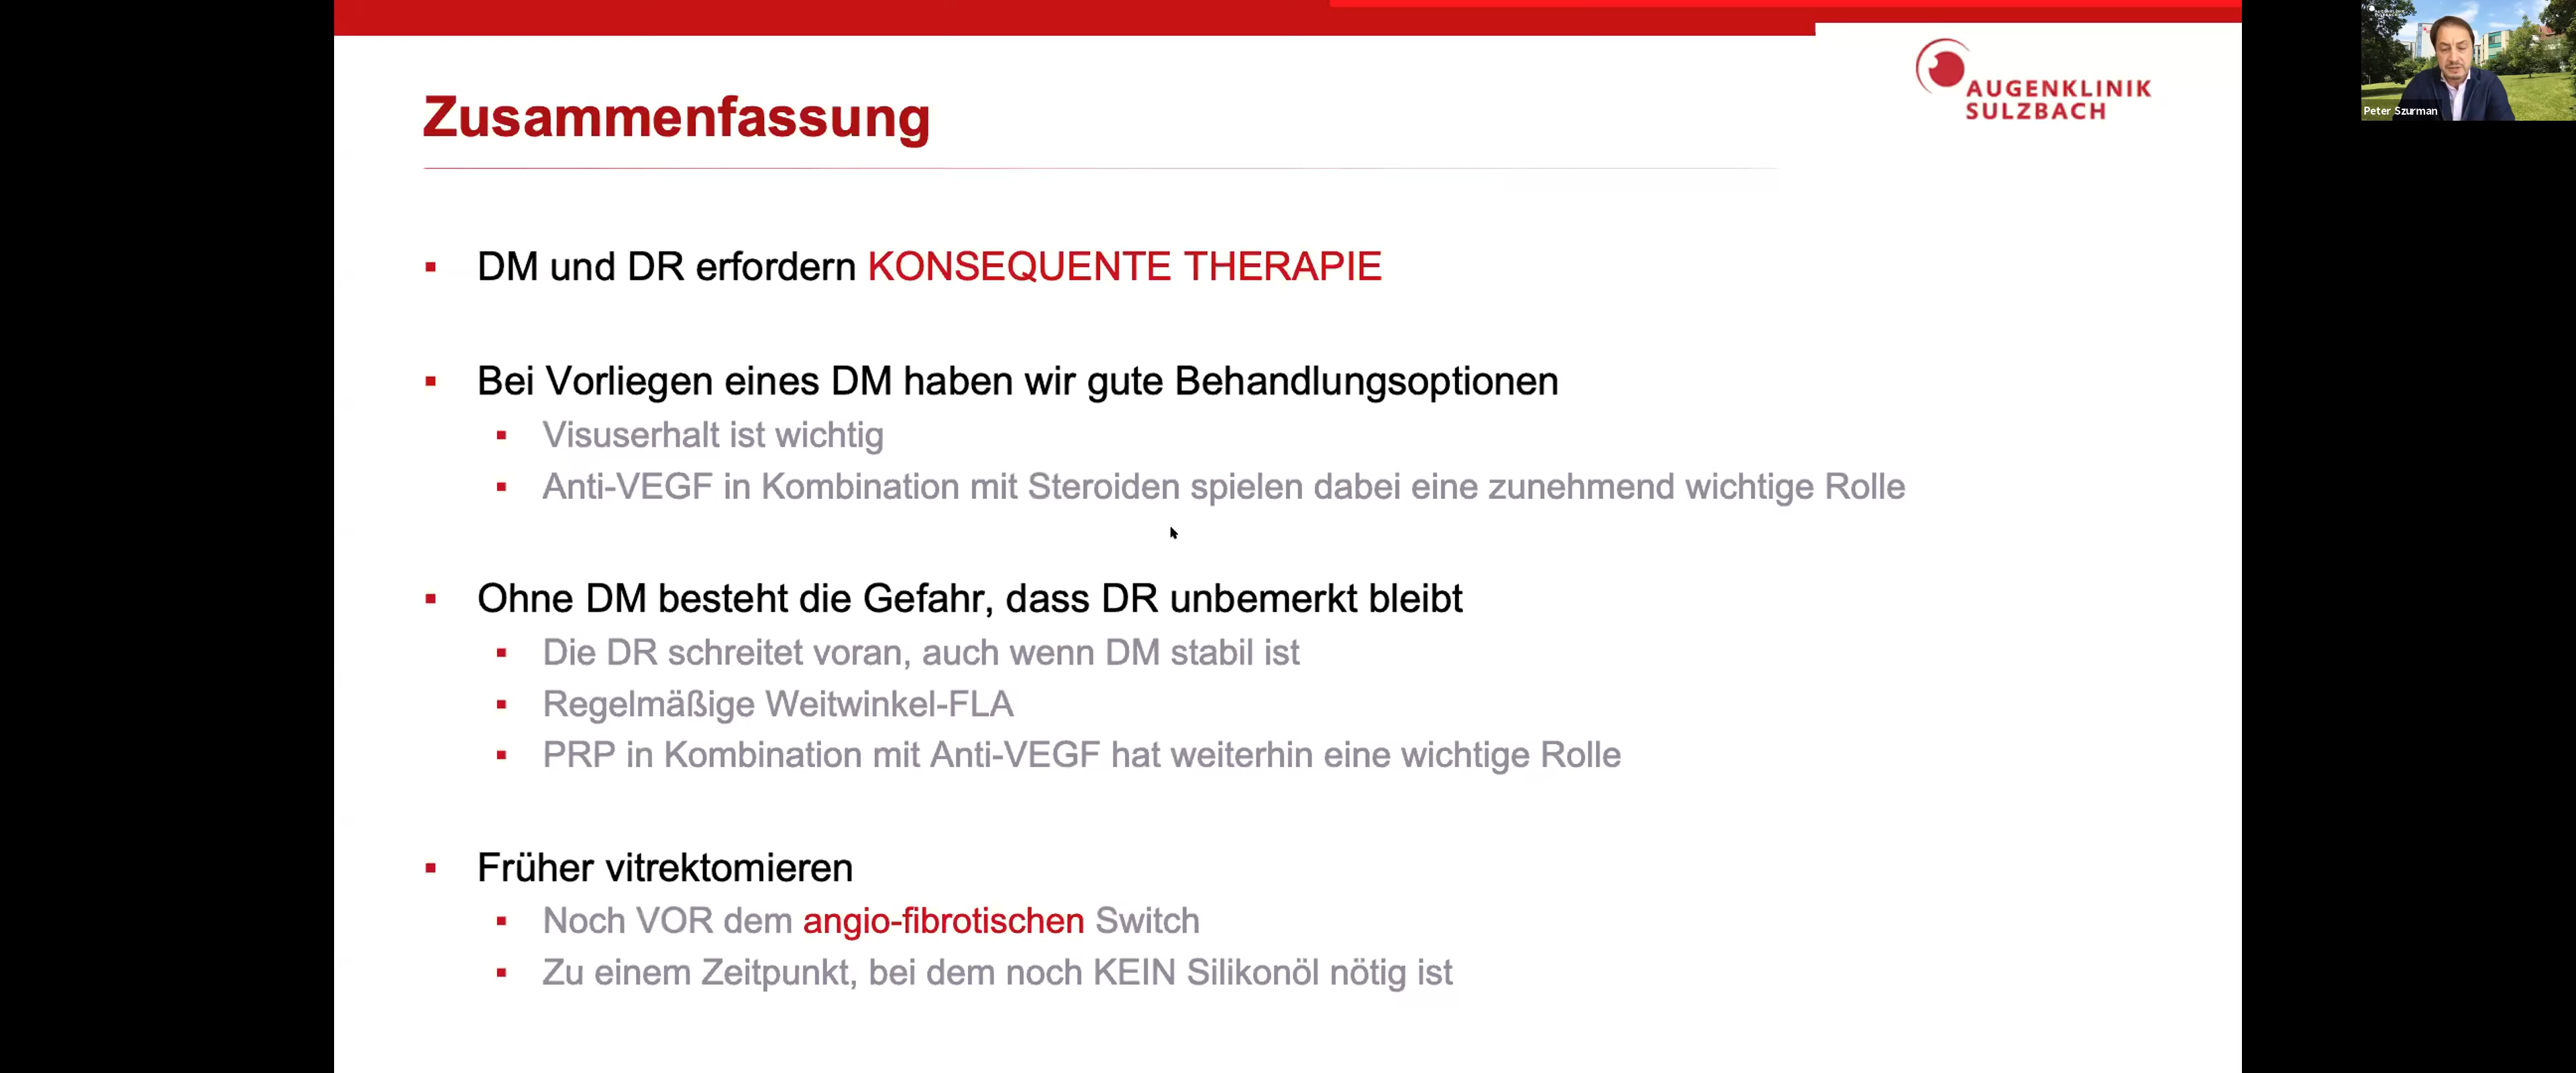 Zusammenfassung
AUGENKLINIK
SULZBACH
Peter Szurman
▪ DM und DR erfordern KONSEQUENTE THERAPIE
▪ Bei Vorliegen eines DM haben wir gute Behandlungsoptionen
▪ Visuserhalt ist wichtig
▪ Anti-VEGF in Kombination mit Steroiden spielen dabei eine zunehmend wichtige Rolle
▪ Ohne DM besteht die Gefahr, dass DR unbemerkt bleibt
▪ Die DR schreitet voran, auch wenn DM stabil ist
▪ Regelmäßige Weitwinkel-FLA
▪ PRP in Kombination mit Anti-VEGF hat weiterhin eine wichtige Rolle
▪ Früher vitrektomieren
▪ Noch VOR dem angio-fibrotischen Switch
▪ Zu einem Zeitpunkt, bei dem noch KEIN Silikonöl nötig ist